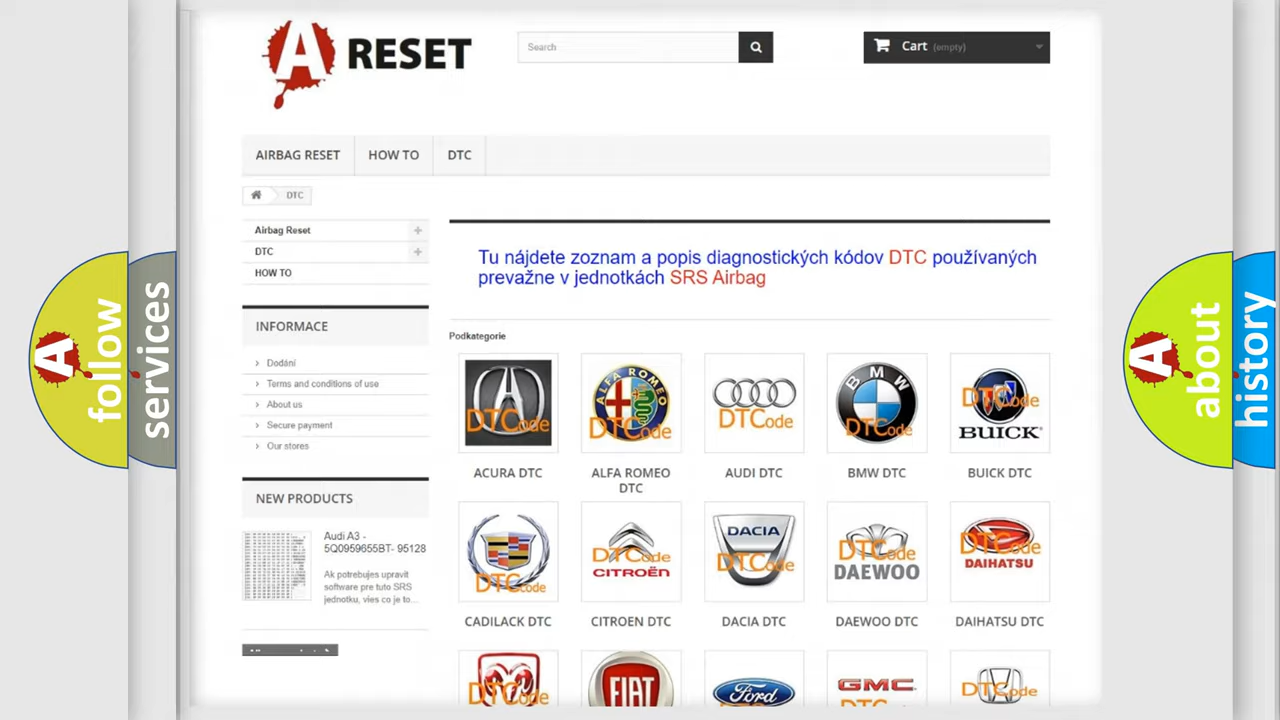 A RESET
Search
Cart (empty)
AIRBAG RESET
HOW TO
DTC
DTC
Airbag Reset
DTC
HOW TO
INFORMACE
Dodání
Terms and conditions of use
About us
Secure payment
Our stores
NEW PRODUCTS
Audi A3 -
5Q0959655BT- 95128
Ak potrebujes upravit
software pre tuto SRS
jednotku, vies co je to...
Tu nájdete zoznam a popis diagnostických kódov DTC používaných
prevažne v jednotkách SRS Airbag
Podkategorie
DTCode
ALFA ROMEO
DTCode
DTCode
BMW
DTCode
DTCode
BUICK
ACURA DTC
ALFA ROMEO
DTC
AUDI DTC
BMW DTC
BUICK DTC
DTCode
DTCode
CITROËN
DACIA
DTCode
DTCode
DAEWOO
DTCode
DAIHATSU
CADILACK DTC
CITROEN DTC
DACIA DTC
DAEWOO DTC
DAIHATSU DTC
DTCode
FIAT
Ford
GMC
DTCode
A follow
services
A about
history